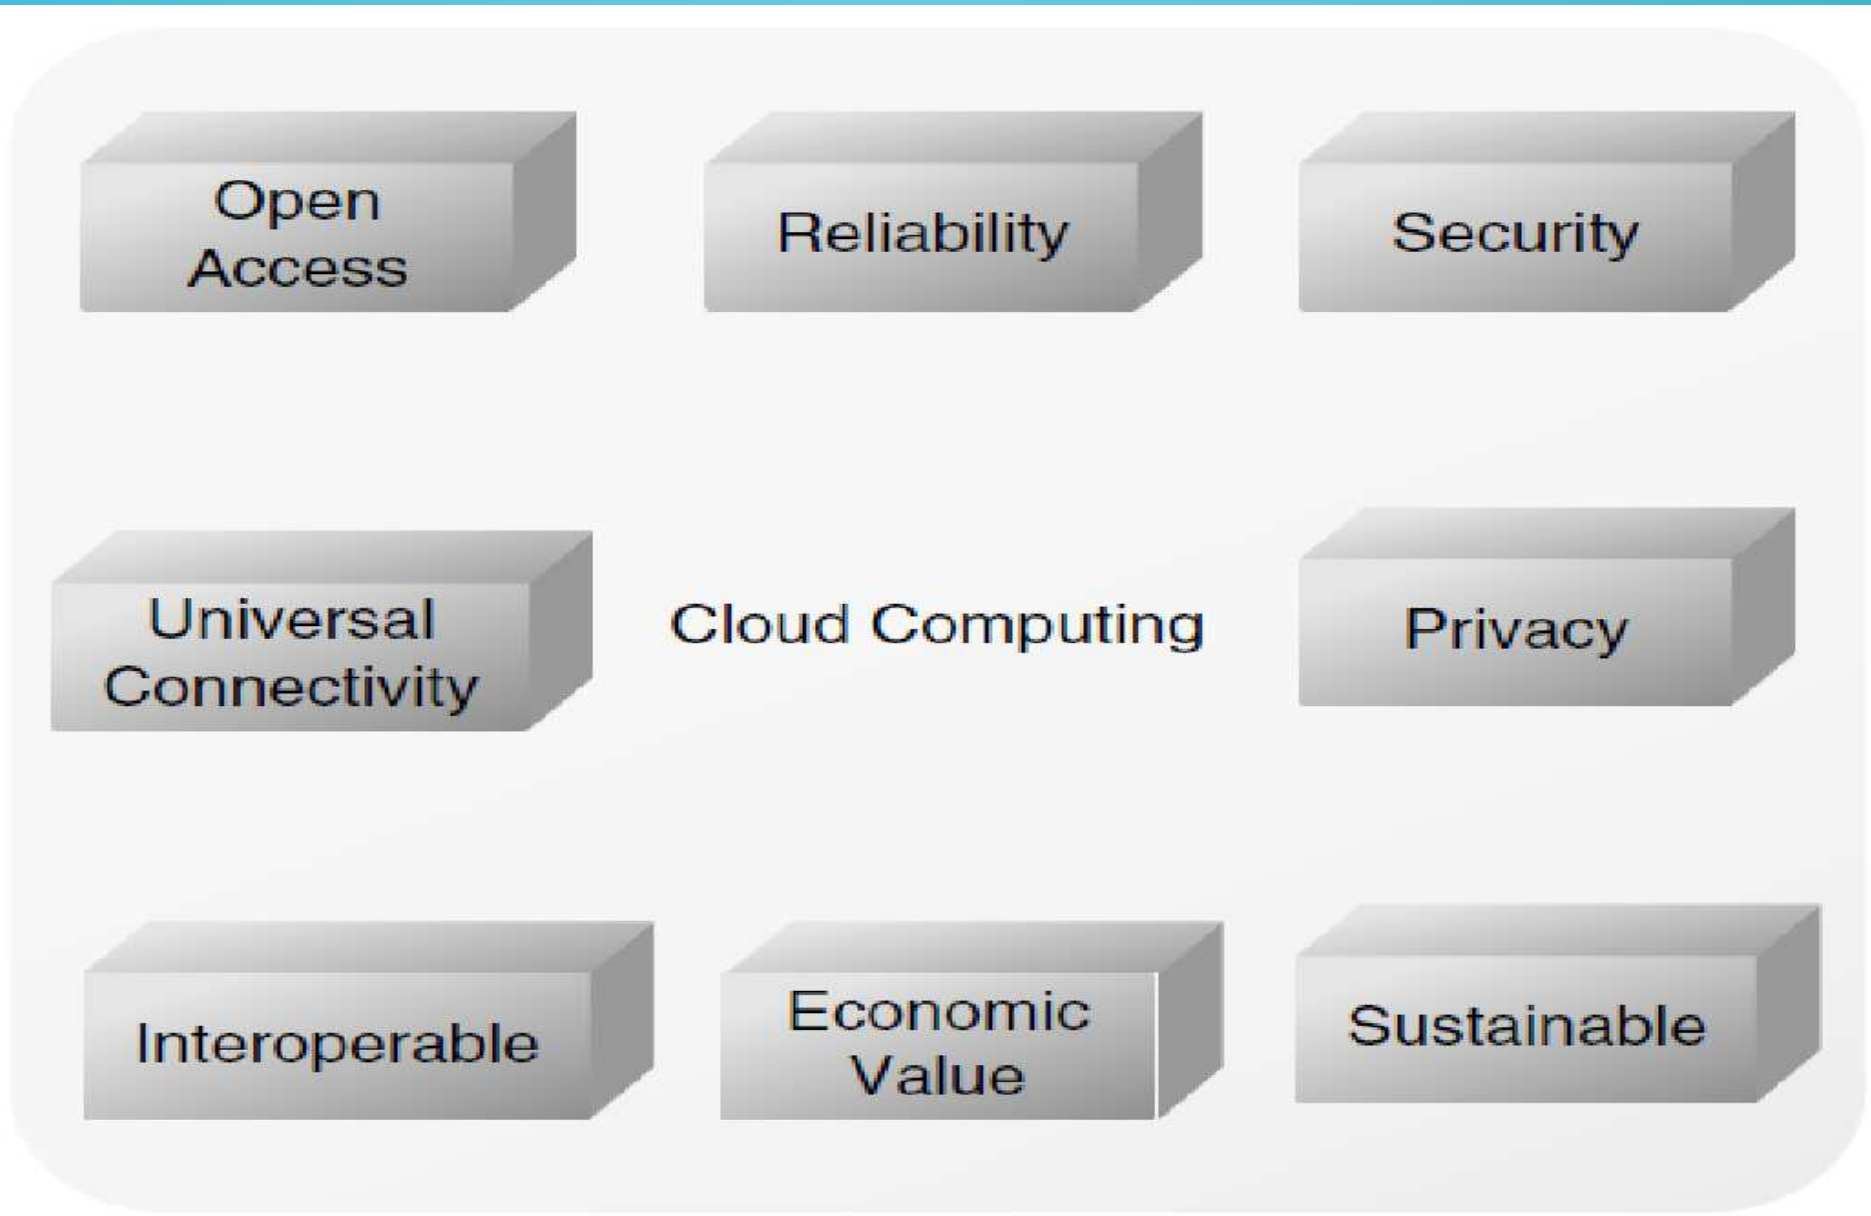 Open
Access
Reliability
Security
Universal
Connectivity
Cloud Computing
Privacy
Interoperable
Economic
Value
Sustainable